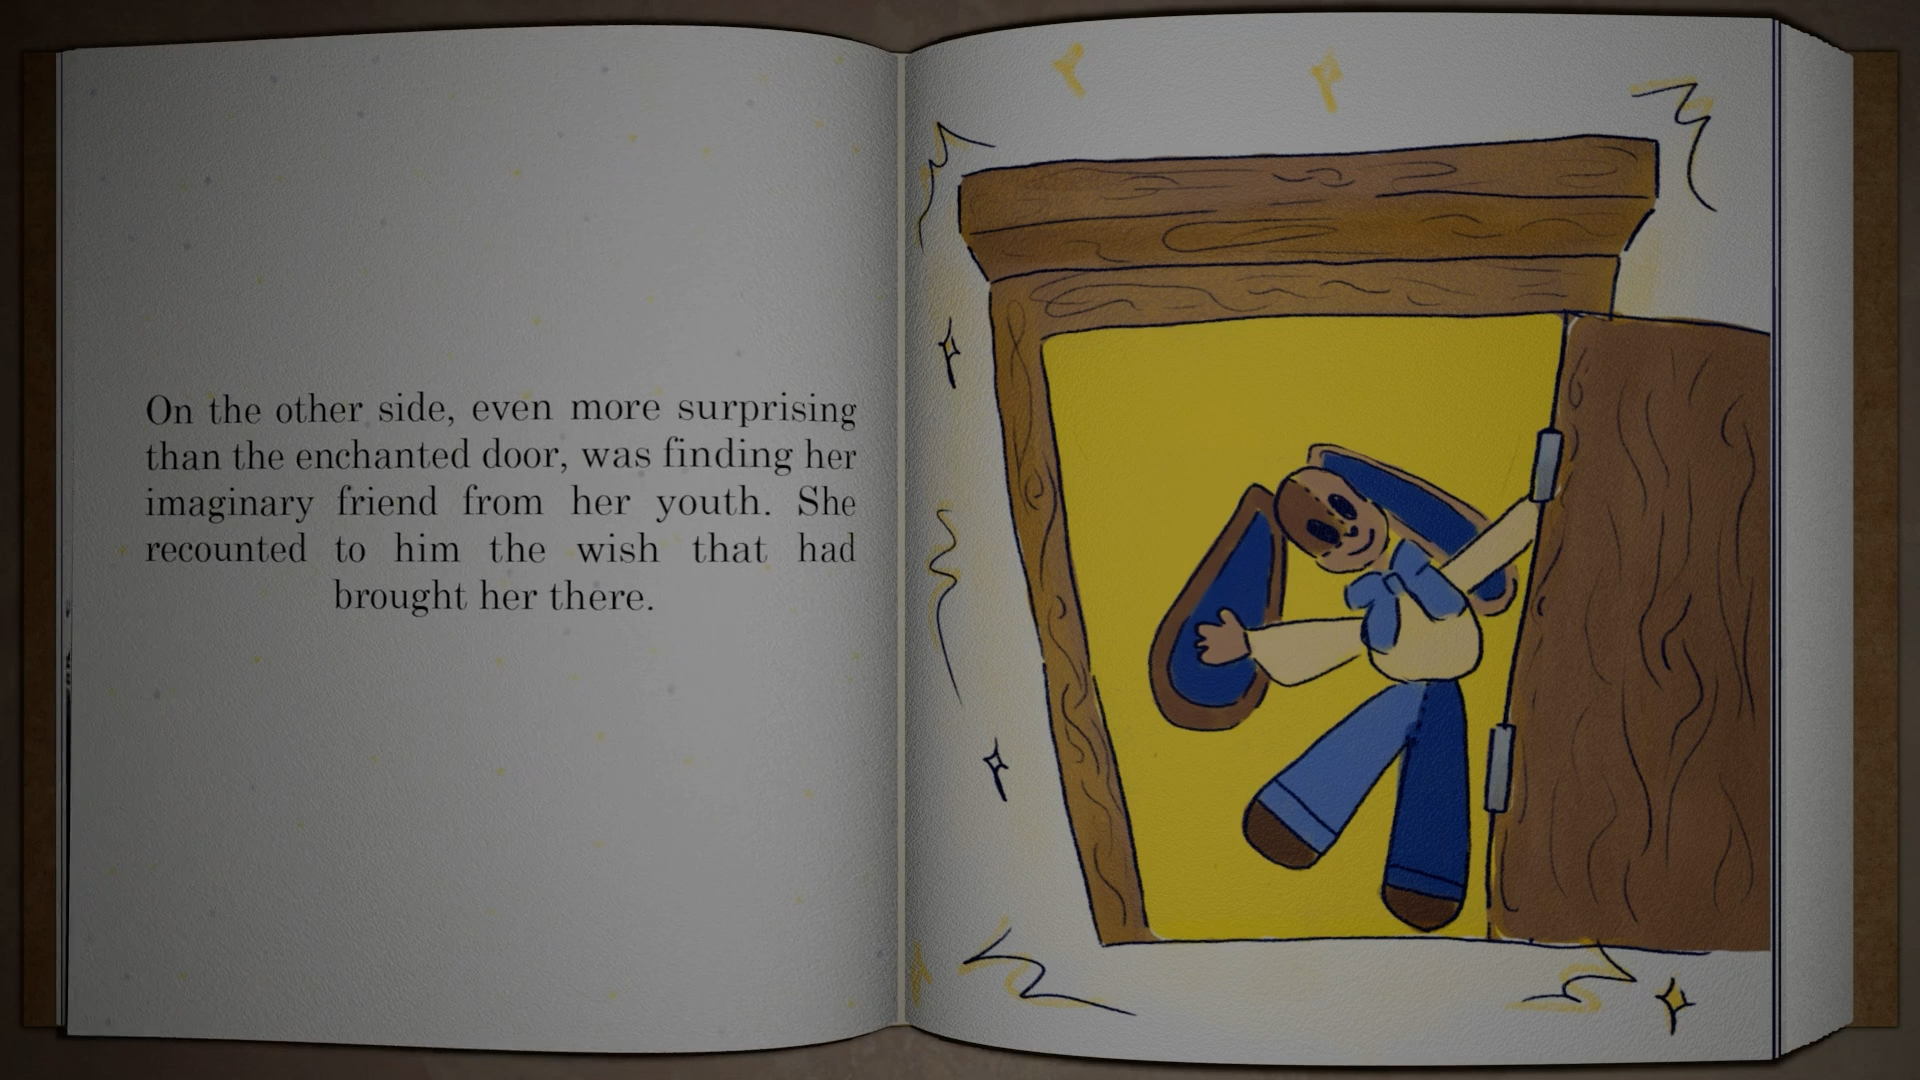 On the other side, even more surprising
than the enchanted door, was finding her
imaginary friend from her youth. She
recounted to him the wish that had
brought her there.